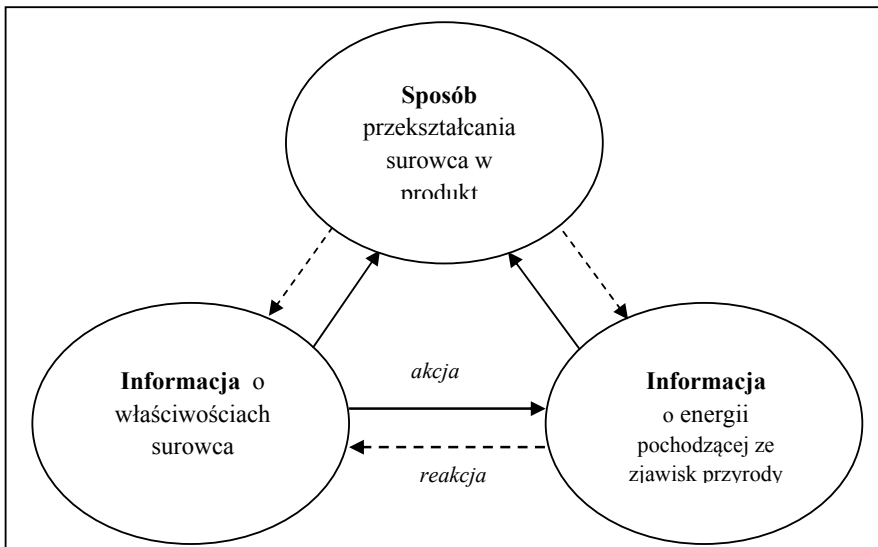 Sposób
przekształcania
surowca w
produkt
Informacja o
właściwościach
surowca
akcja
reakcja
Informacja
o energii
pochodzącej ze
zjawisk przyrody